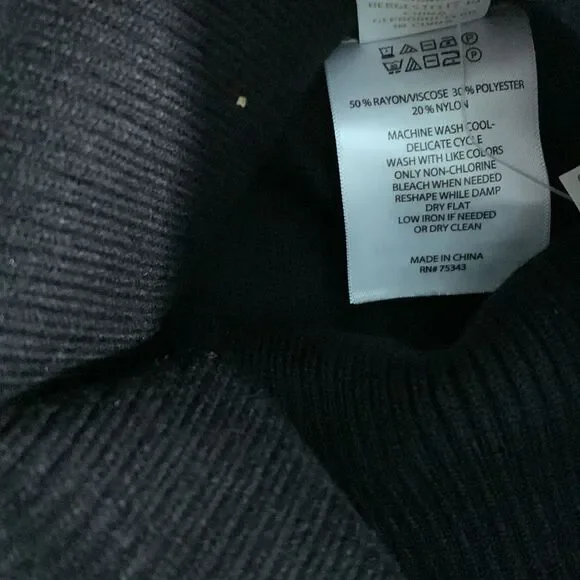 50 % RAYON/VISCOSE 30 % POLYESTER
20 % NYLON
MACHINE WASH COOL-
DELICATE CYCLE
WASH WITH LIKE COLORS
ONLY NON-CHLORINE
BLEACH WHEN NEEDED
RESHAPE WHILE DAMP
DRY FLAT
LOW IRON IF NEEDED
OR DRY CLEAN
MADE IN CHINA
RN# 75343